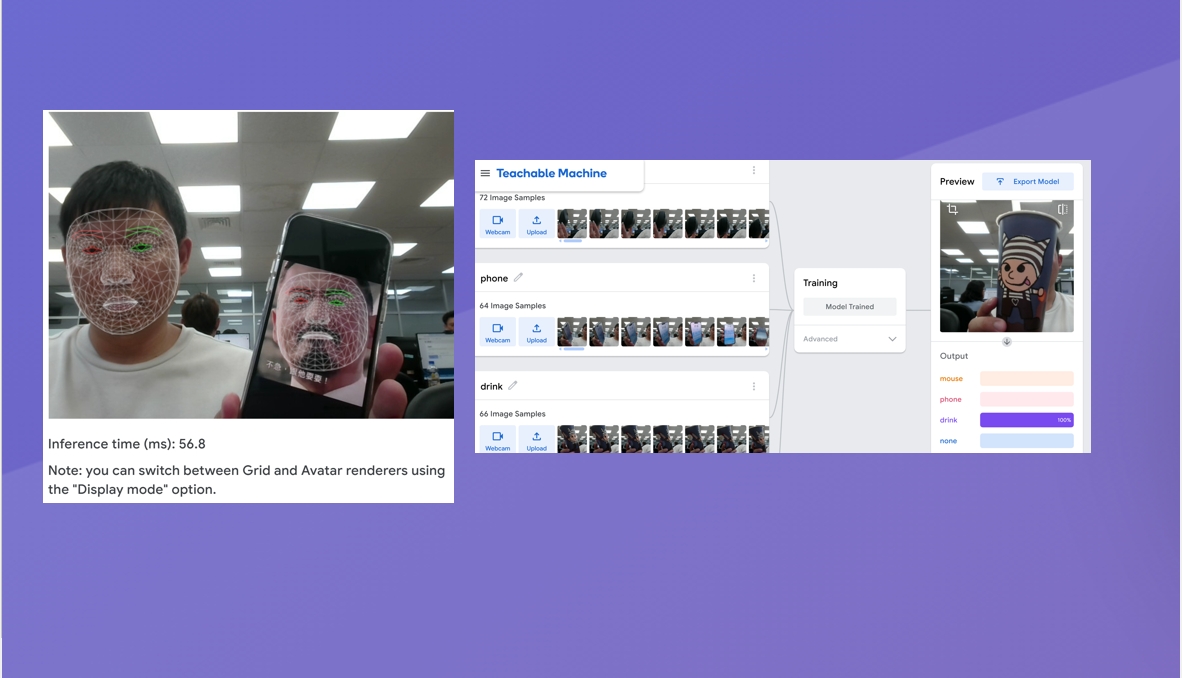 Inference time (ms): 56.8
Note: you can switch between Grid and Avatar renderers using
the "Display mode" option.
Teachable Machine
72 Image Samples
Webcam
Upload
phone
64 Image Samples
Webcam
Upload
drink
66 Image Samples
Webcam
Upload
Training
Model Trained
Advanced
Preview
Export Model
Output
mouse
phone
drink
100%
none